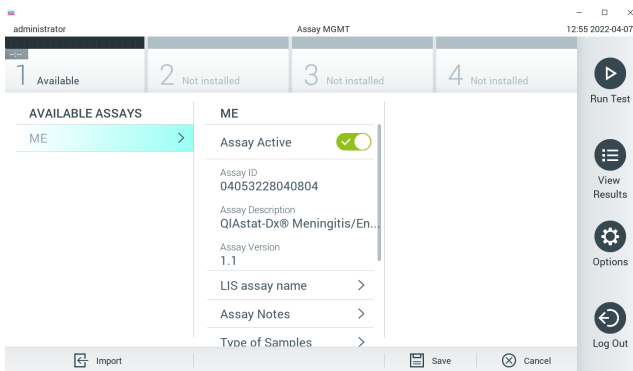 administrator Assay MGMT 12:55 2022-04-07
--:--
1 Available 2 Not installed 3 Not installed 4 Not installed
Run Test
View Results
Options
Log Out
AVAILABLE ASSAYS
ME
ME
Assay Active
Assay ID
04053228040804
Assay Description
QIAstat-Dx® Meningitis/En...
Assay Version
1.1
LIS assay name
Assay Notes
Type of Samples
Import Save Cancel